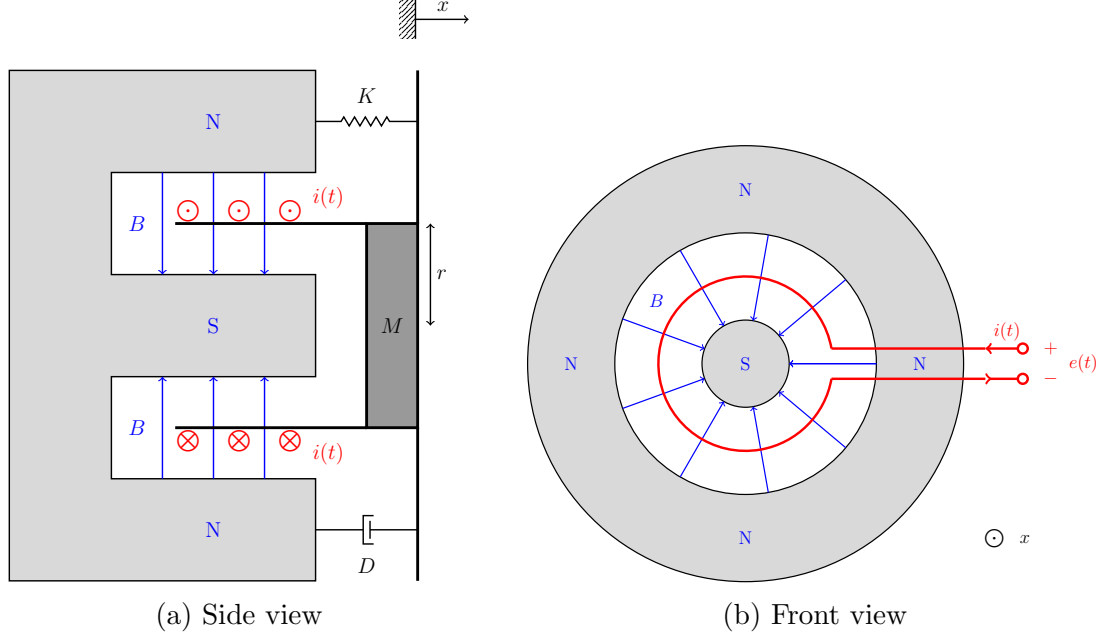 x
K
N
i(t)
B
r
S
M
B
i(t)
N
D
(a) Side view
N
B
i(t)
+
N
S
N
e(t)
−
N
x
(b) Front view